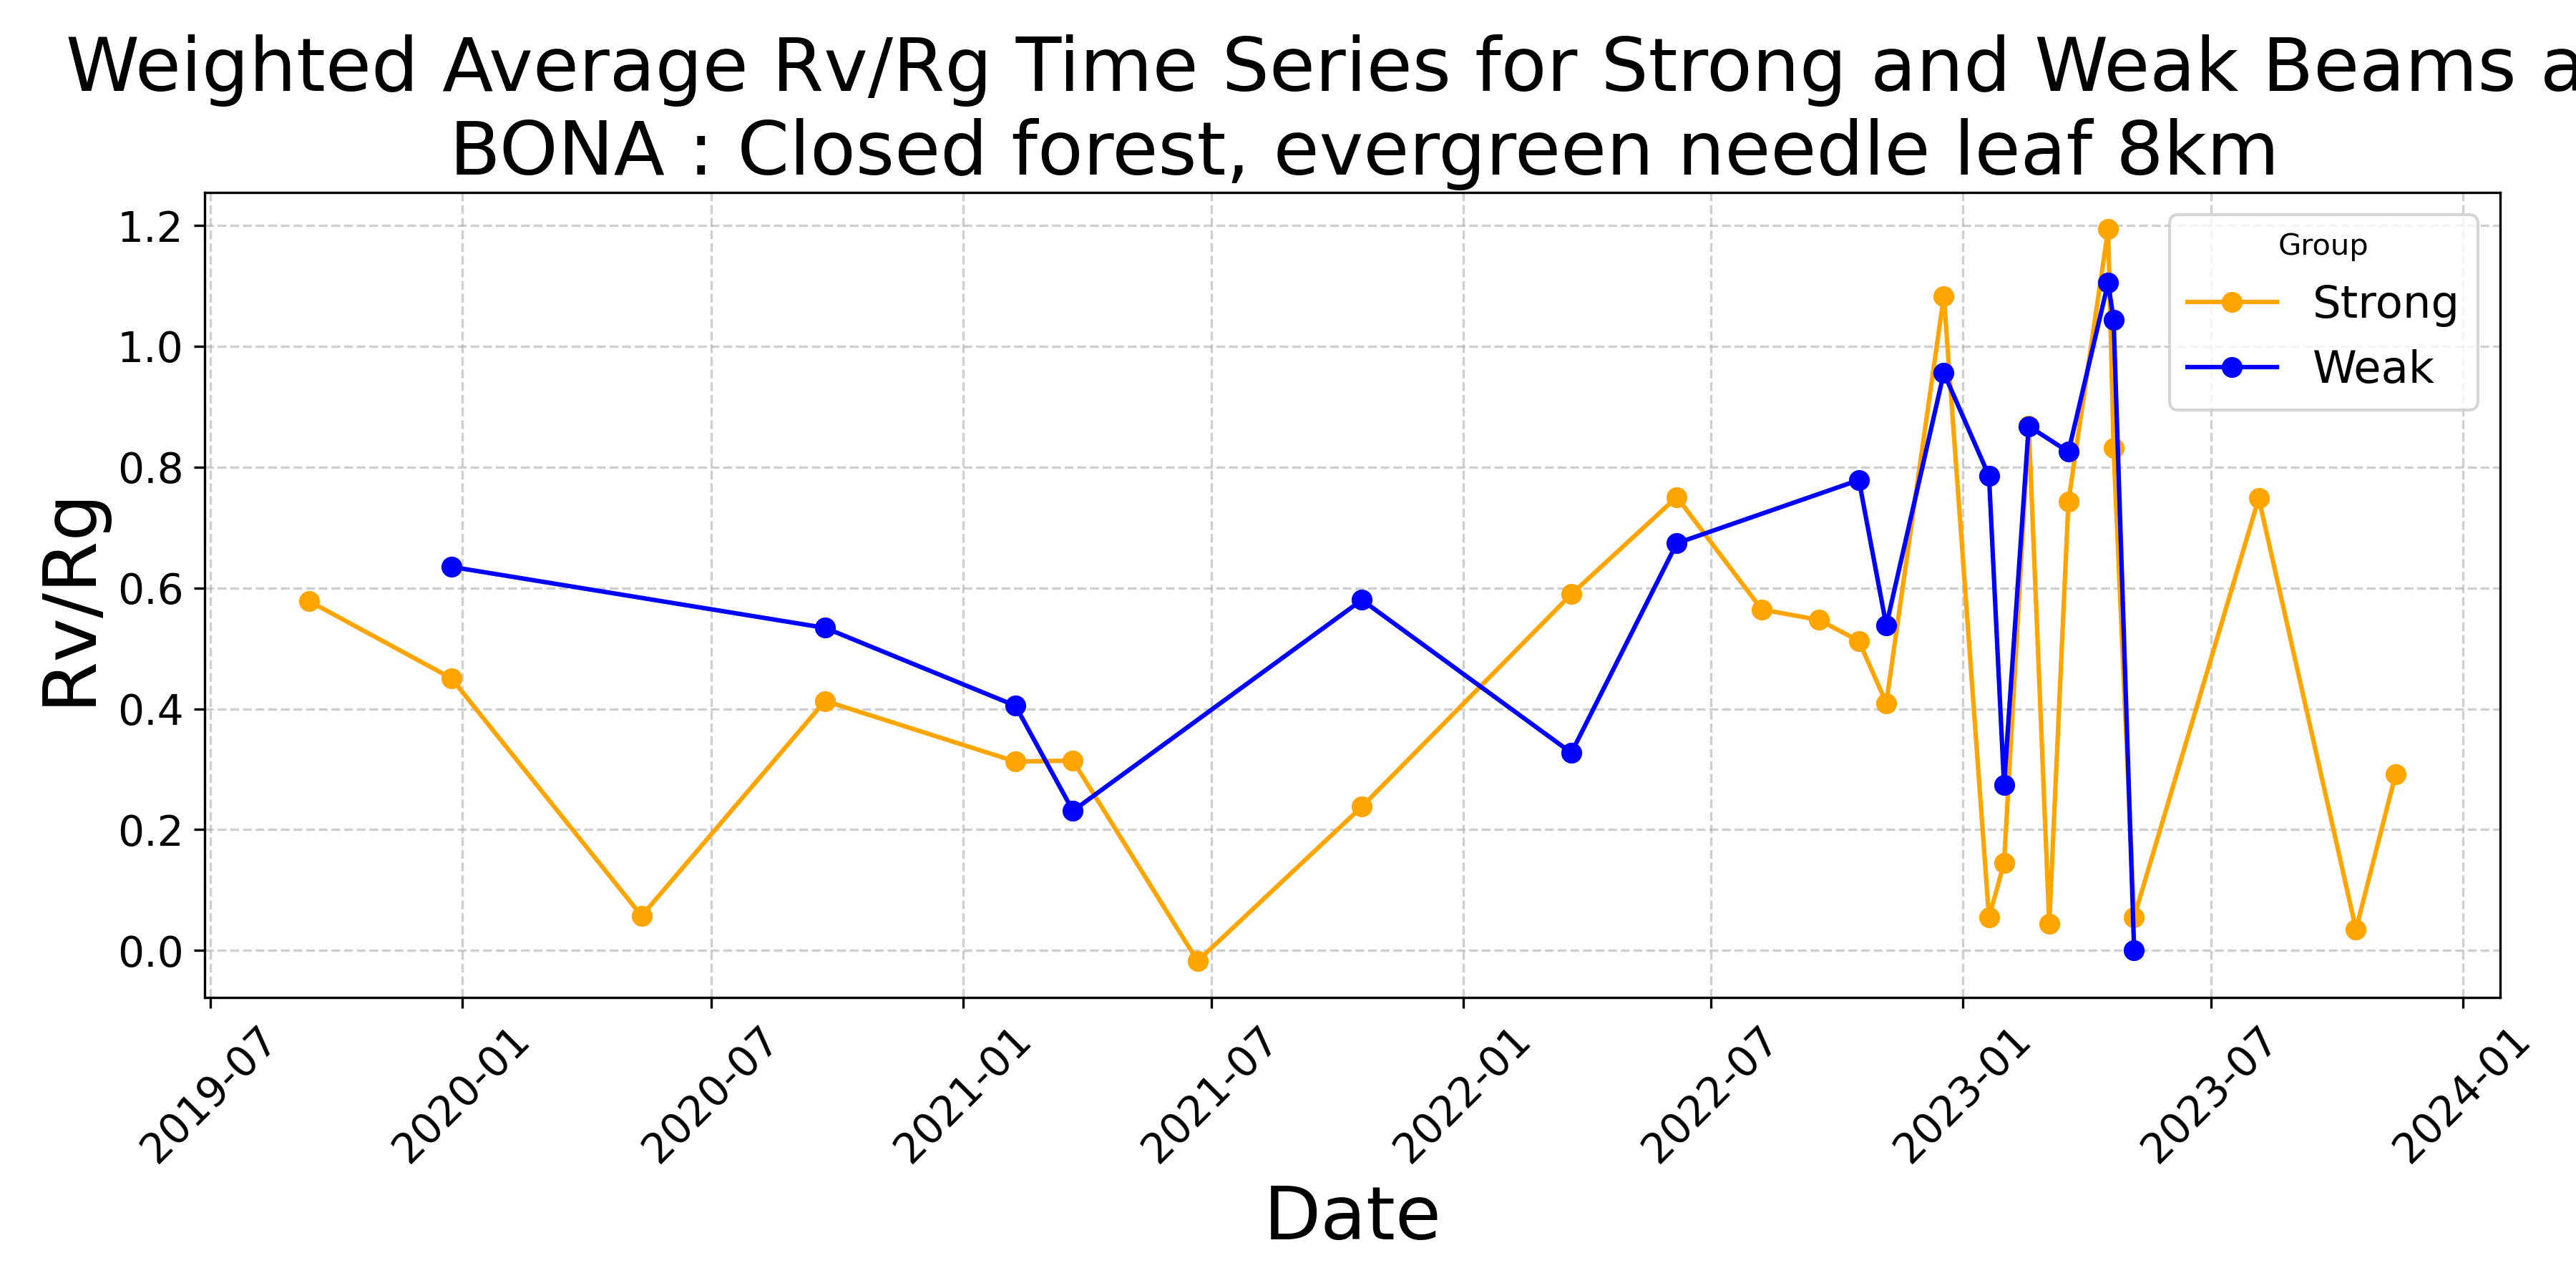 Weighted Average Rv/Rg Time Series for Strong and Weak Beams a
BONA : Closed forest, evergreen needle leaf 8km
Group
Strong
Weak
Rv/Rg
1.2
1.0
0.8
0.6
0.4
0.2
0.0
2019-07
2020-01
2020-07
2021-01
2021-07
2022-01
2022-07
2023-01
2023-07
2024-01
Date